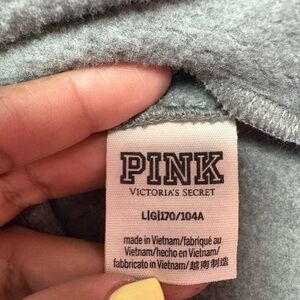 PINK
VICTORIA'S SECRET
L|G|170/104A
made in Vietnam/fabriqué au
Vietnam/hecho en Vietnam/
fabbricato in Vietnam/越南制造